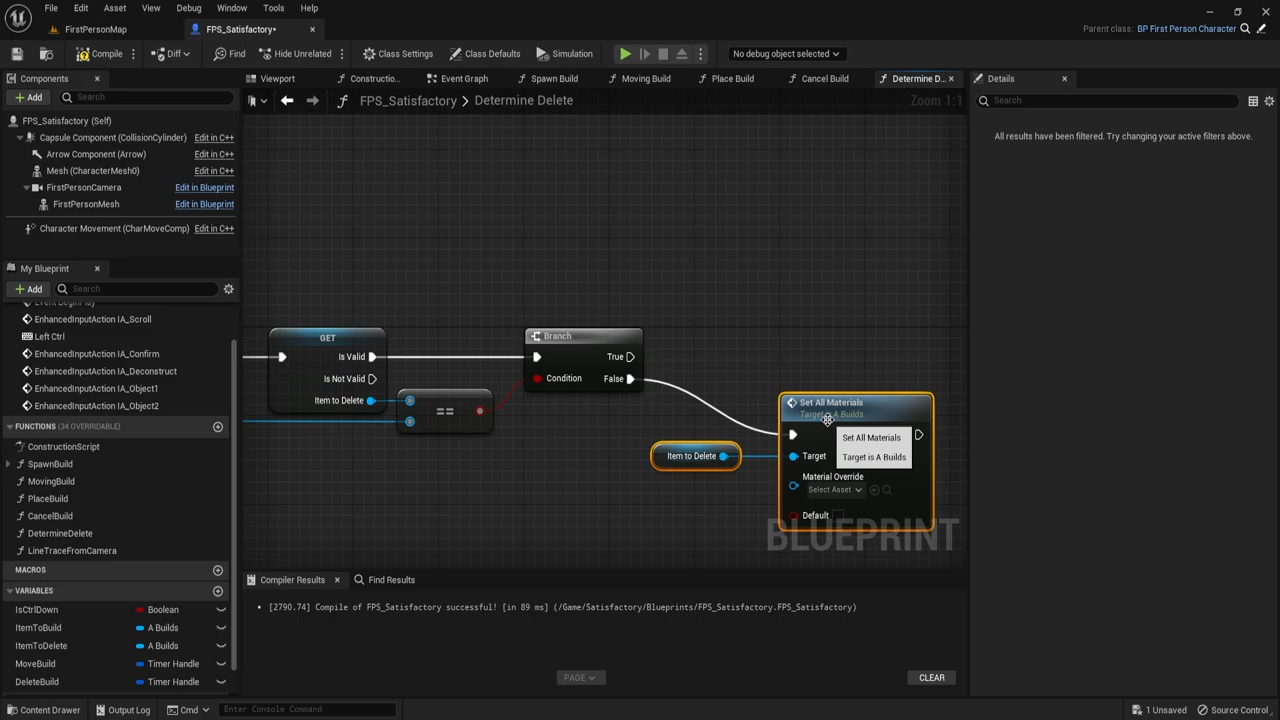 File Edit Asset View Debug Window Tools Help
FirstPersonMap
FPS_Satisfactory•
Parent class: BP First Person Character
Compile
Diff
Find
Hide Unrelated
Class Settings
Class Defaults
Simulation
No debug object selected
Components
Add
Search
FPS_Satisfactory (Self)
Capsule Component (CollisionCylinder) Edit in C++
Arrow Component (Arrow) Edit in C++
Mesh (CharacterMesh0) Edit in C++
FirstPersonCamera Edit in Blueprint
FirstPersonMesh Edit in Blueprint
Character Movement (CharMoveComp) Edit in C++
My Blueprint
Add
Search
EnhancedInputAction IA_Scroll
Left Ctrl
EnhancedInputAction IA_Confirm
EnhancedInputAction IA_Deconstruct
EnhancedInputAction IA_Object1
EnhancedInputAction IA_Object2
FUNCTIONS (34 OVERRIDABLE)
ConstructionScript
SpawnBuild
MovingBuild
PlaceBuild
CancelBuild
DetermineDelete
LineTraceFromCamera
MACROS
VARIABLES
IsCtrlDown Boolean
ItemToBuild A Builds
ItemToDelete A Builds
MoveBuild Timer Handle
DeleteBuild Timer Handle
Viewport
Constructio...
Event Graph
Spawn Build
Moving Build
Place Build
Cancel Build
Determine D...
FPS_Satisfactory > Determine Delete
Zoom 1:1
GET
Is Valid
Is Not Valid
Item to Delete
==
Branch
True
Condition
False
Item to Delete
Set All Materials
Target is A Builds
Target
Material Override
Select Asset
Default
Set All Materials
Target is A Builds
BLUEPRINT
Compiler Results
Find Results
[2790.74] Compile of FPS_Satisfactory successful! [in 89 ms] (/Game/Satisfactory/Blueprints/FPS_Satisfactory.FPS_Satisfactory)
PAGE
CLEAR
Details
Search
All results have been filtered. Try changing your active filters above.
Content Drawer
Output Log
Cmd
Enter Console Command
1 Unsaved
Source Control